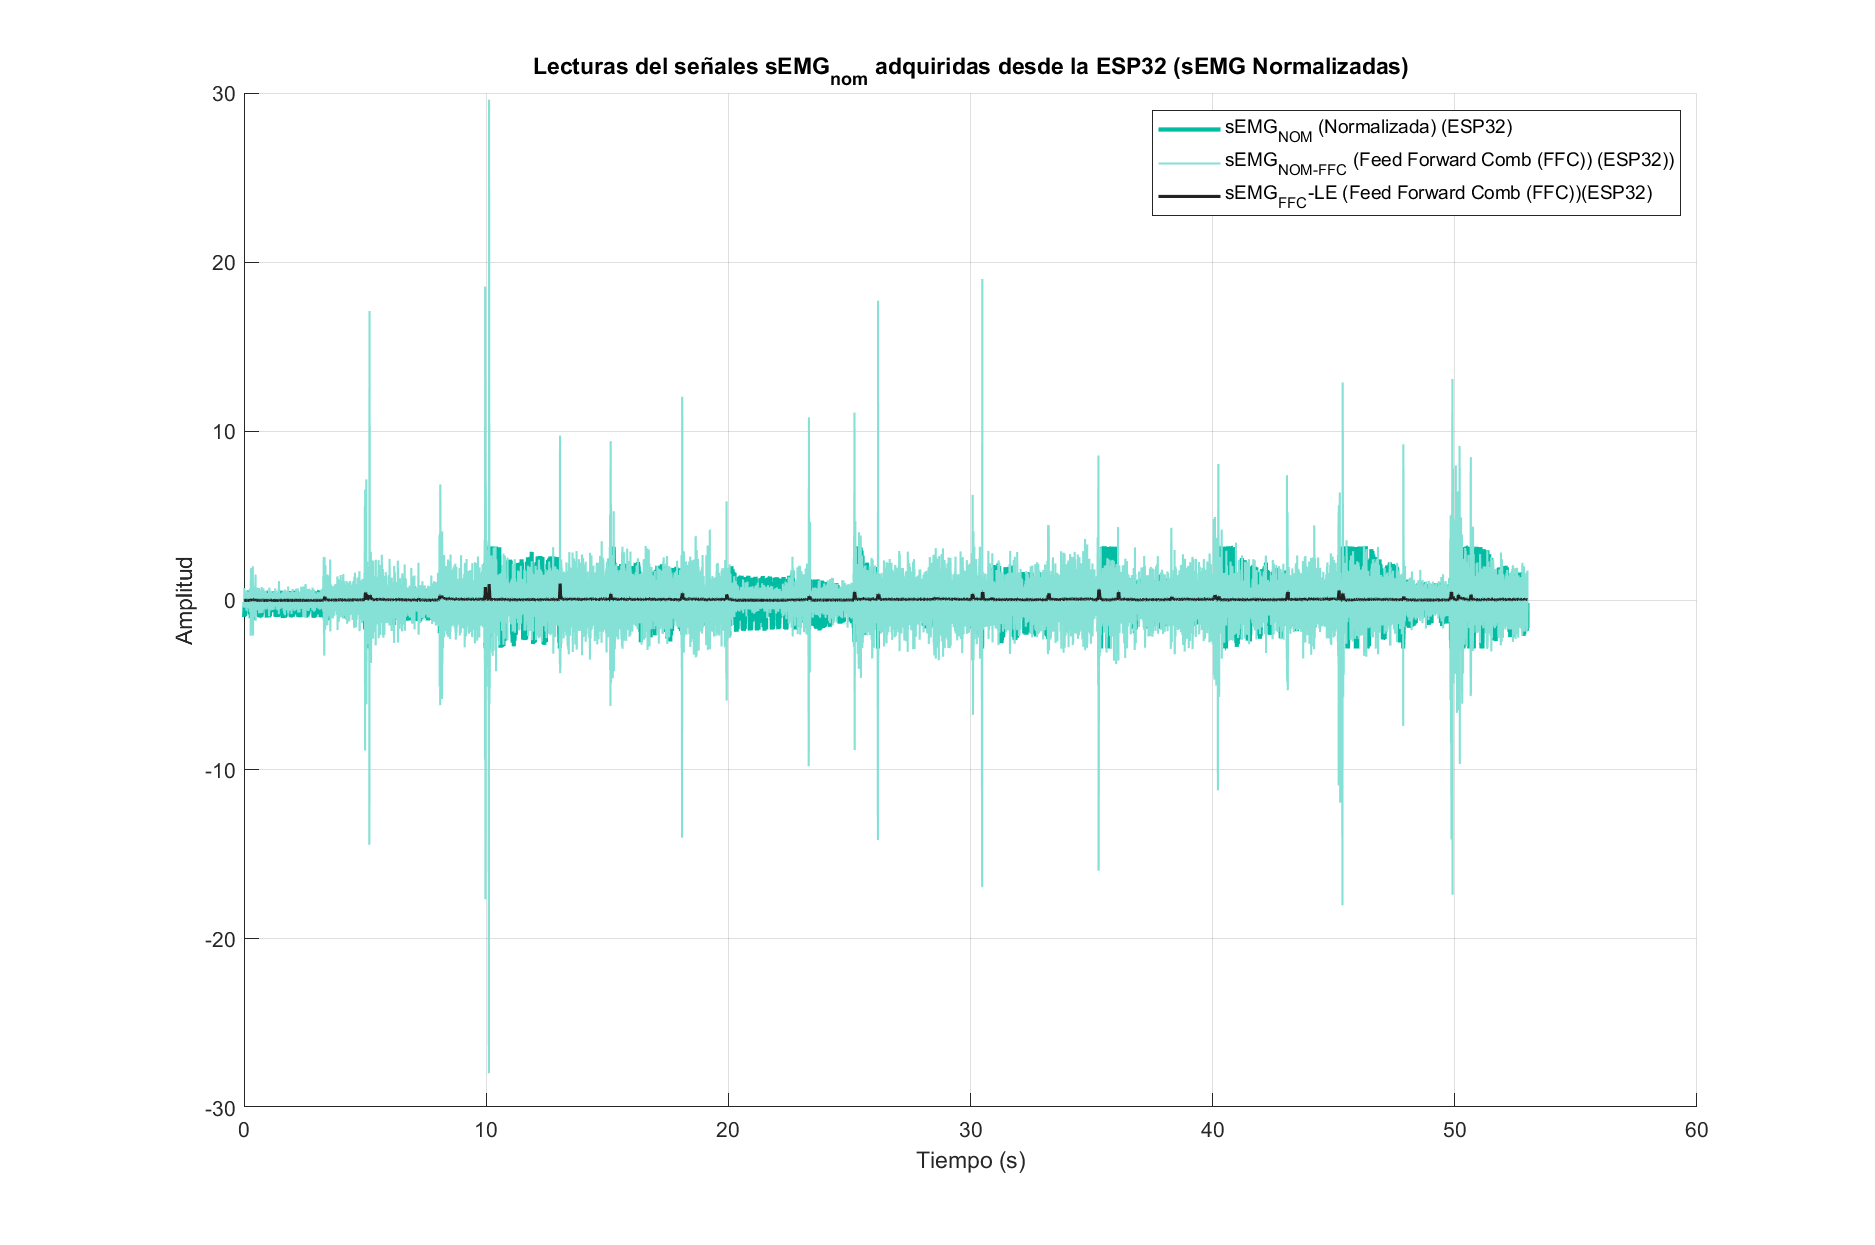 Lecturas del señales sEMGnom adquiridas desde la ESP32 (sEMG Normalizadas)
sEMGNOM (Normalizada) (ESP32)
sEMGNOM-FFC (Feed Forward Comb (FFC)) (ESP32))
sEMGFFC-LE (Feed Forward Comb (FFC))(ESP32)
Amplitud
30
20
10
0
-10
-20
-30
0 10 20 30 40 50 60
Tiempo (s)